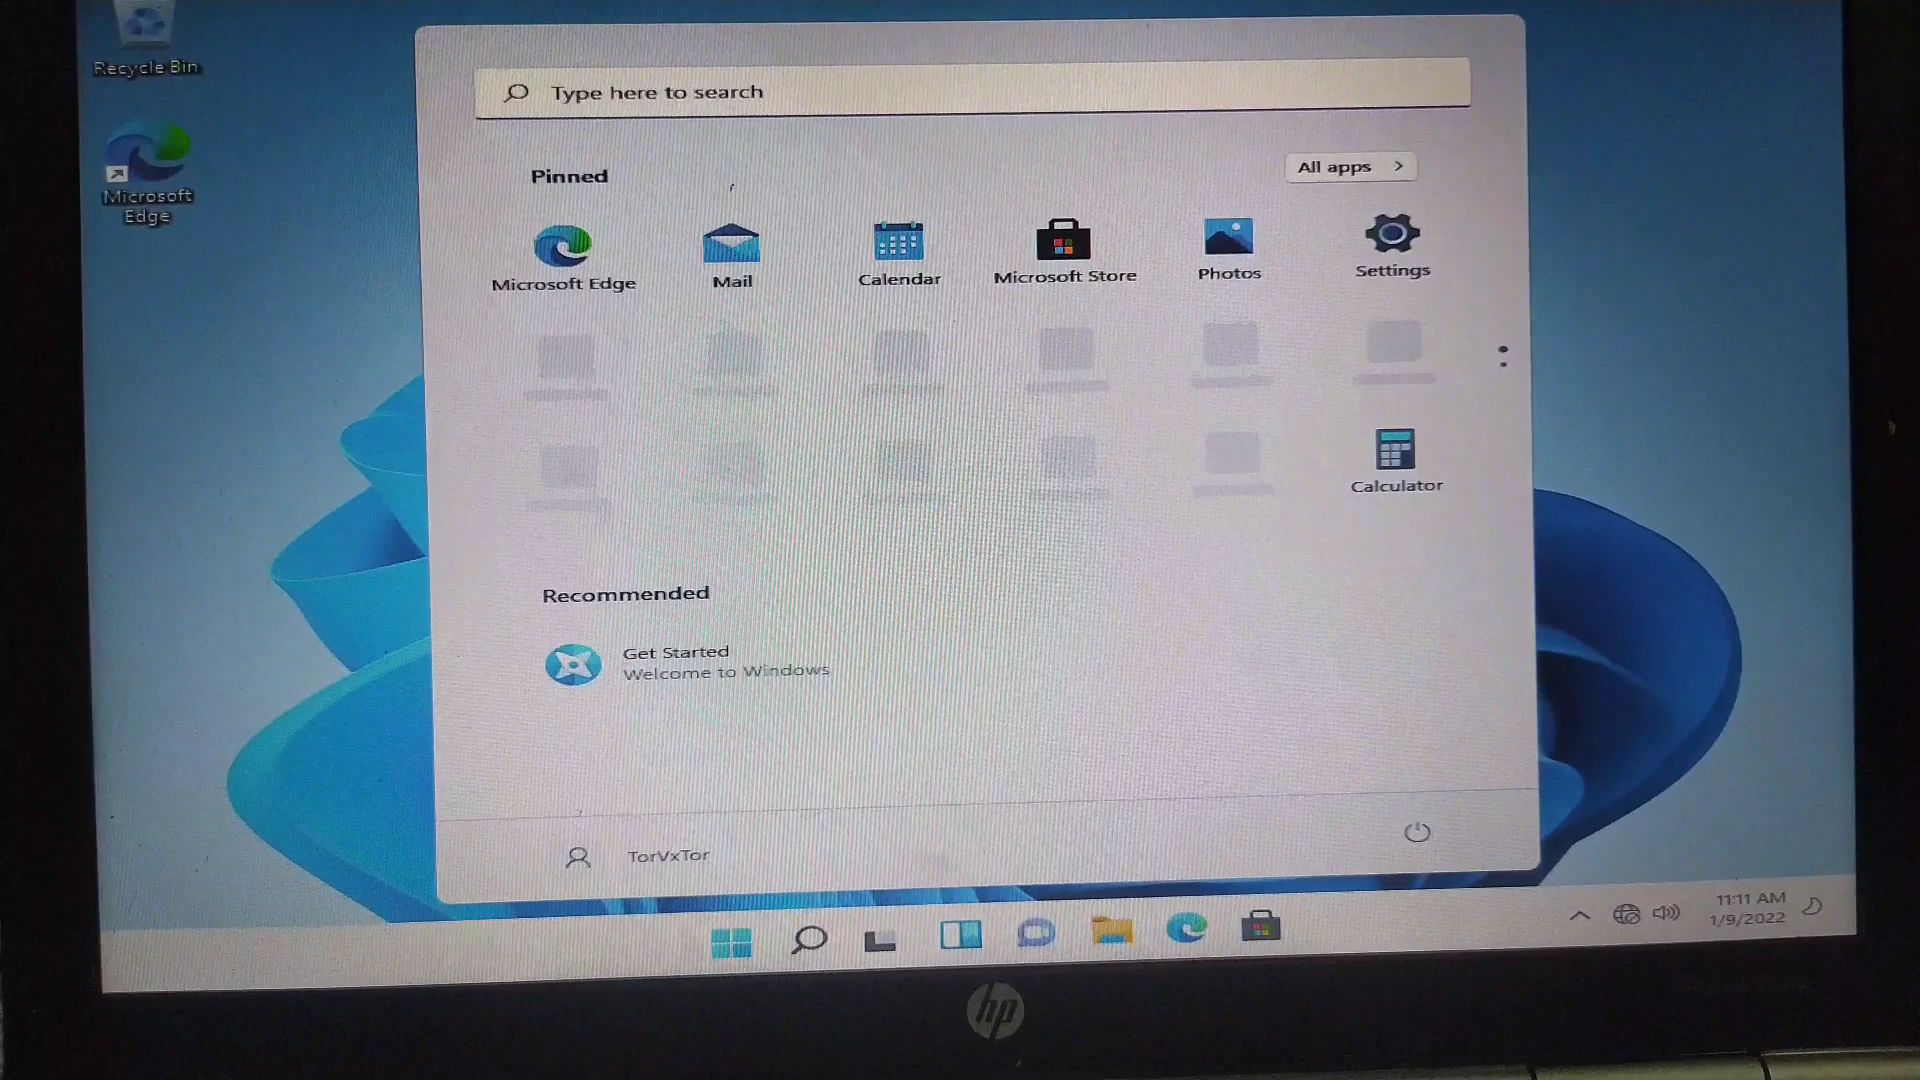 Recycle Bin
Microsoft
Edge
Type here to search
Pinned
All apps
Microsoft Edge
Mail
Calendar
Microsoft Store
Photos
Settings
Calculator
Recommended
Get Started
Welcome to Windows
TorVxTor
11:11 AM
1/9/2022
hp